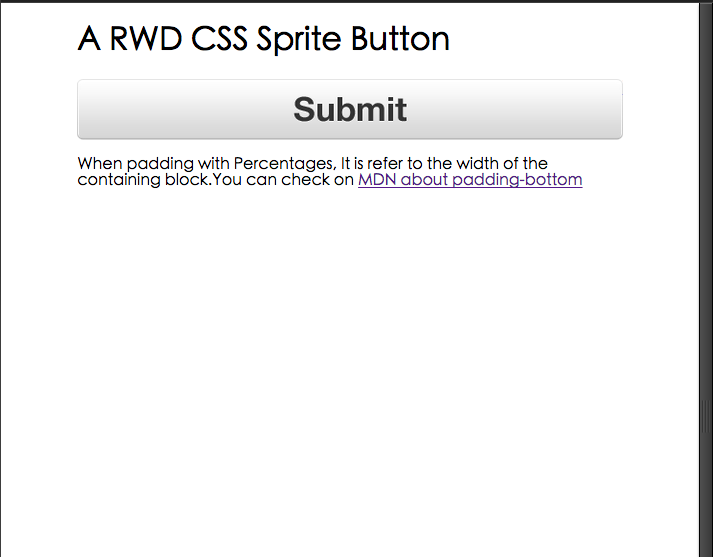 A RWD CSS Sprite Button
Submit
When padding with Percentages, It is refer to the width of the
containing block.You can check on MDN about padding-bottom